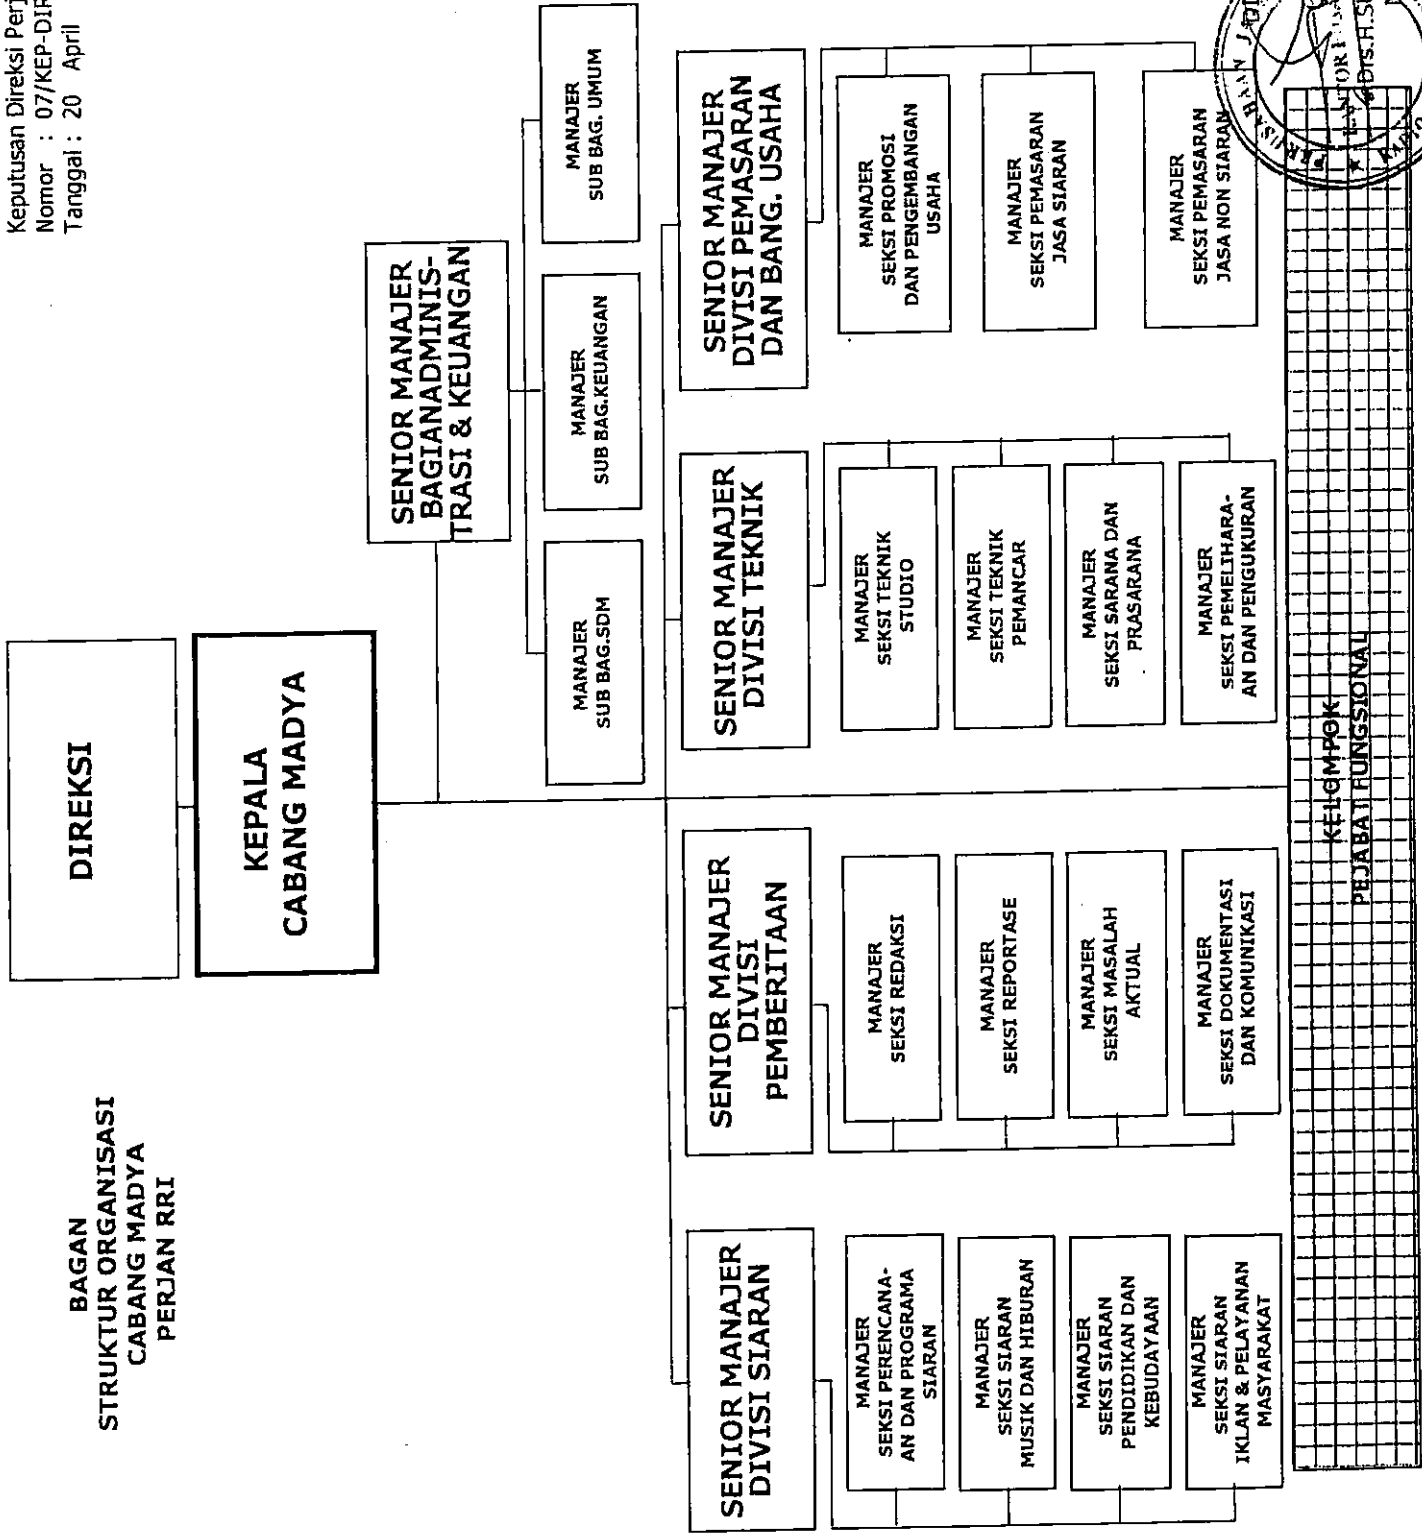 Keputusan Direksi
Nomor : 07/KEP-DIR
Tanggal : 20 April
BAGAN
STRUKTUR ORGANISASI
CABANG MADYA
PERJAN RRI
DIREKSI
KEPALA
CABANG MADYA
SENIOR MANAJER
BAGIANADMINIS-
TRASI & KEUANGAN
MANAJER
SUB BAG.SDM
MANAJER
SUB BAG.KEUANGAN
MANAJER
SUB BAG. UMUM
SENIOR MANAJER
DIVISI SIARAN
MANAJER
SEKSI PERENCANA-
AN DAN PROGRAMA
SIARAN
MANAJER
SEKSI SIARAN
MUSIK DAN HIBURAN
MANAJER
SEKSI SIARAN
PENDIDIKAN DAN
KEBUDAYAAN
MANAJER
SEKSI SIARAN
IKLAN & PELAYANAN
MASYARAKAT
SENIOR MANAJER
DIVISI
PEMBERITAAN
MANAJER
SEKSI REDAKSI
MANAJER
SEKSI REPORTASE
MANAJER
SEKSI MASALAH
AKTUAL
MANAJER
SEKSI DOKUMENTASI
DAN KOMUNIKASI
SENIOR MANAJER
DIVISI TEKNIK
MANAJER
SEKSI TEKNIK
STUDIO
MANAJER
SEKSI TEKNIK
PEMANCAR
MANAJER
SEKSI SARANA DAN
PRASARANA
MANAJER
SEKSI PEMELIHARA-
AN DAN PENGUKURAN
SENIOR MANAJER
DIVISI PEMASARAN
DAN BANG. USAHA
MANAJER
SEKSI PROMOSI
DAN PENGEMBANGAN
USAHA
MANAJER
SEKSI PEMASARAN
JASA SIARAN
MANAJER
SEKSI PEMASARAN
JASA NON SIARAN
KELOMPOK
PEJABAT FUNGSIONAL
PERUSAHAAN
Drs.H.